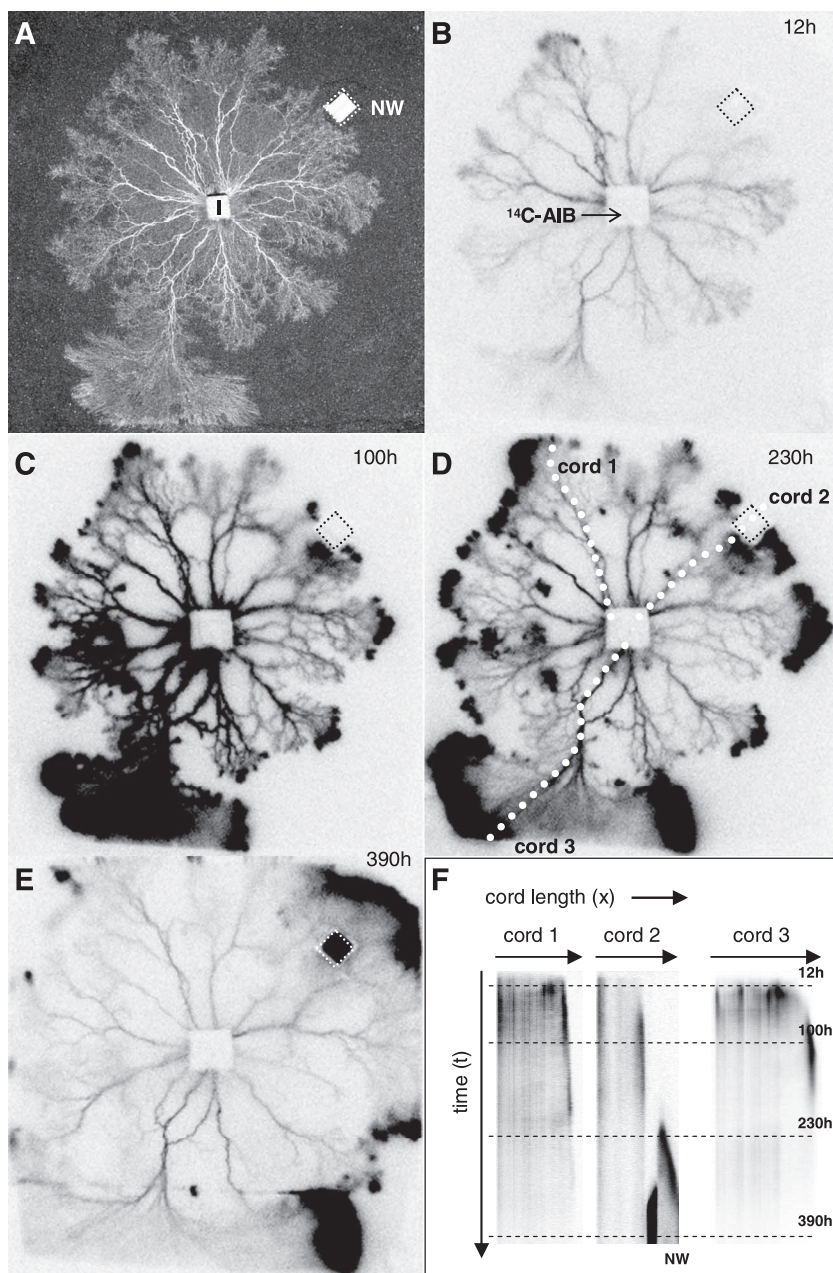 A
NW
I
B
12h
¹⁴C-AIB
C
100h
D
230h
cord 1
cord 2
cord 3
E
390h
F
cord length (x)
cord 1
cord 2
cord 3
time (t)
12h
100h
230h
390h
NW